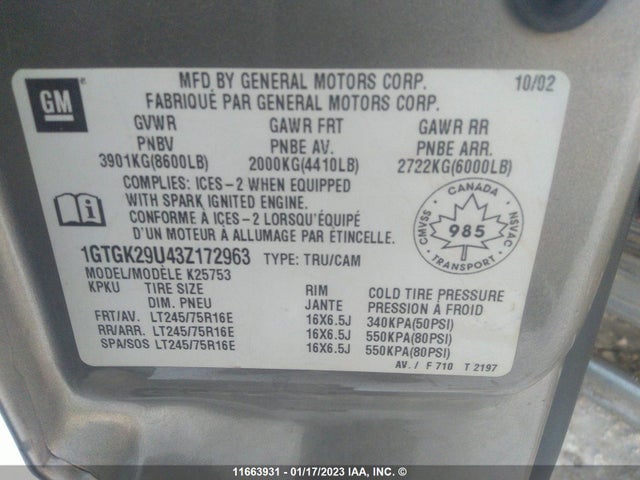 GM
MFD BY GENERAL MOTORS CORP.
10/02
FABRIQUÉ PAR GENERAL MOTORS CORP.
GVWR GAWR FRT GAWR RR
PNBV PNBE AV. PNBE ARR.
3901KG(8600LB) 2000KG(4410LB) 2722KG(6000LB)
COMPLIES: ICES-2 WHEN EQUIPPED
WITH SPARK IGNITED ENGINE.
CONFORME À ICES-2 LORSQU'ÉQUIPÉ
D'UN MOTEUR À ALLUMAGE PAR ÉTINCELLE.
CANADA
CMVSS
985
NSVAC
1GTGK29U43Z172963 TYPE: TRU/CAM
MODEL/MODÈLE K25753
KPKU TIRE SIZE RIM COLD TIRE PRESSURE
DIM. PNEU JANTE PRESSION À FROID
FRT/AV. LT245/75R16E 16X6.5J 340KPA(50PSI)
RR/ARR. LT245/75R16E 16X6.5J 550KPA(80PSI)
SPA/SOS LT245/75R16E 16X6.5J 550KPA(80PSI)
AV. / F 710 T 2197
11663931 - 01/17/2023 IAA, INC. ©